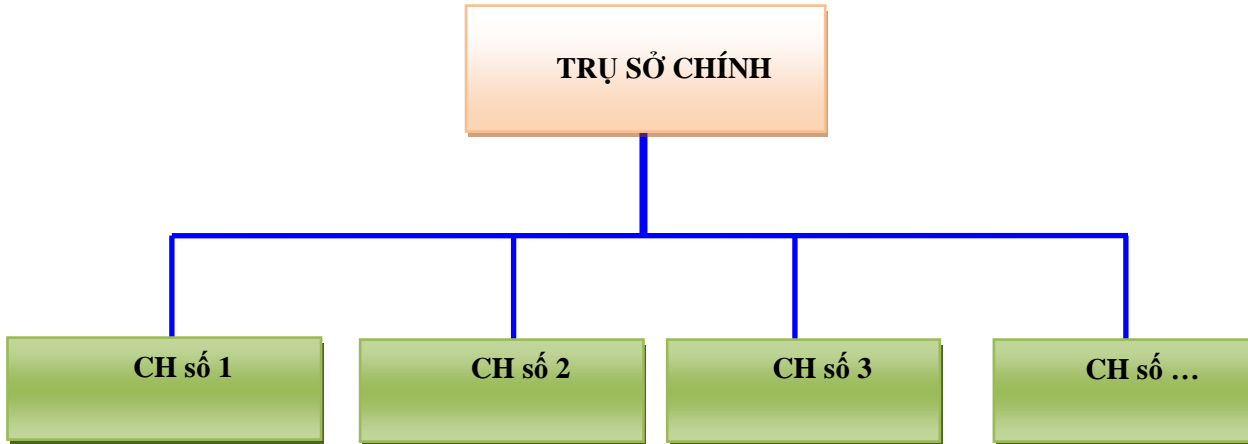 TRỤ SỞ CHÍNH
CH số 1
CH số 2
CH số 3
CH số …